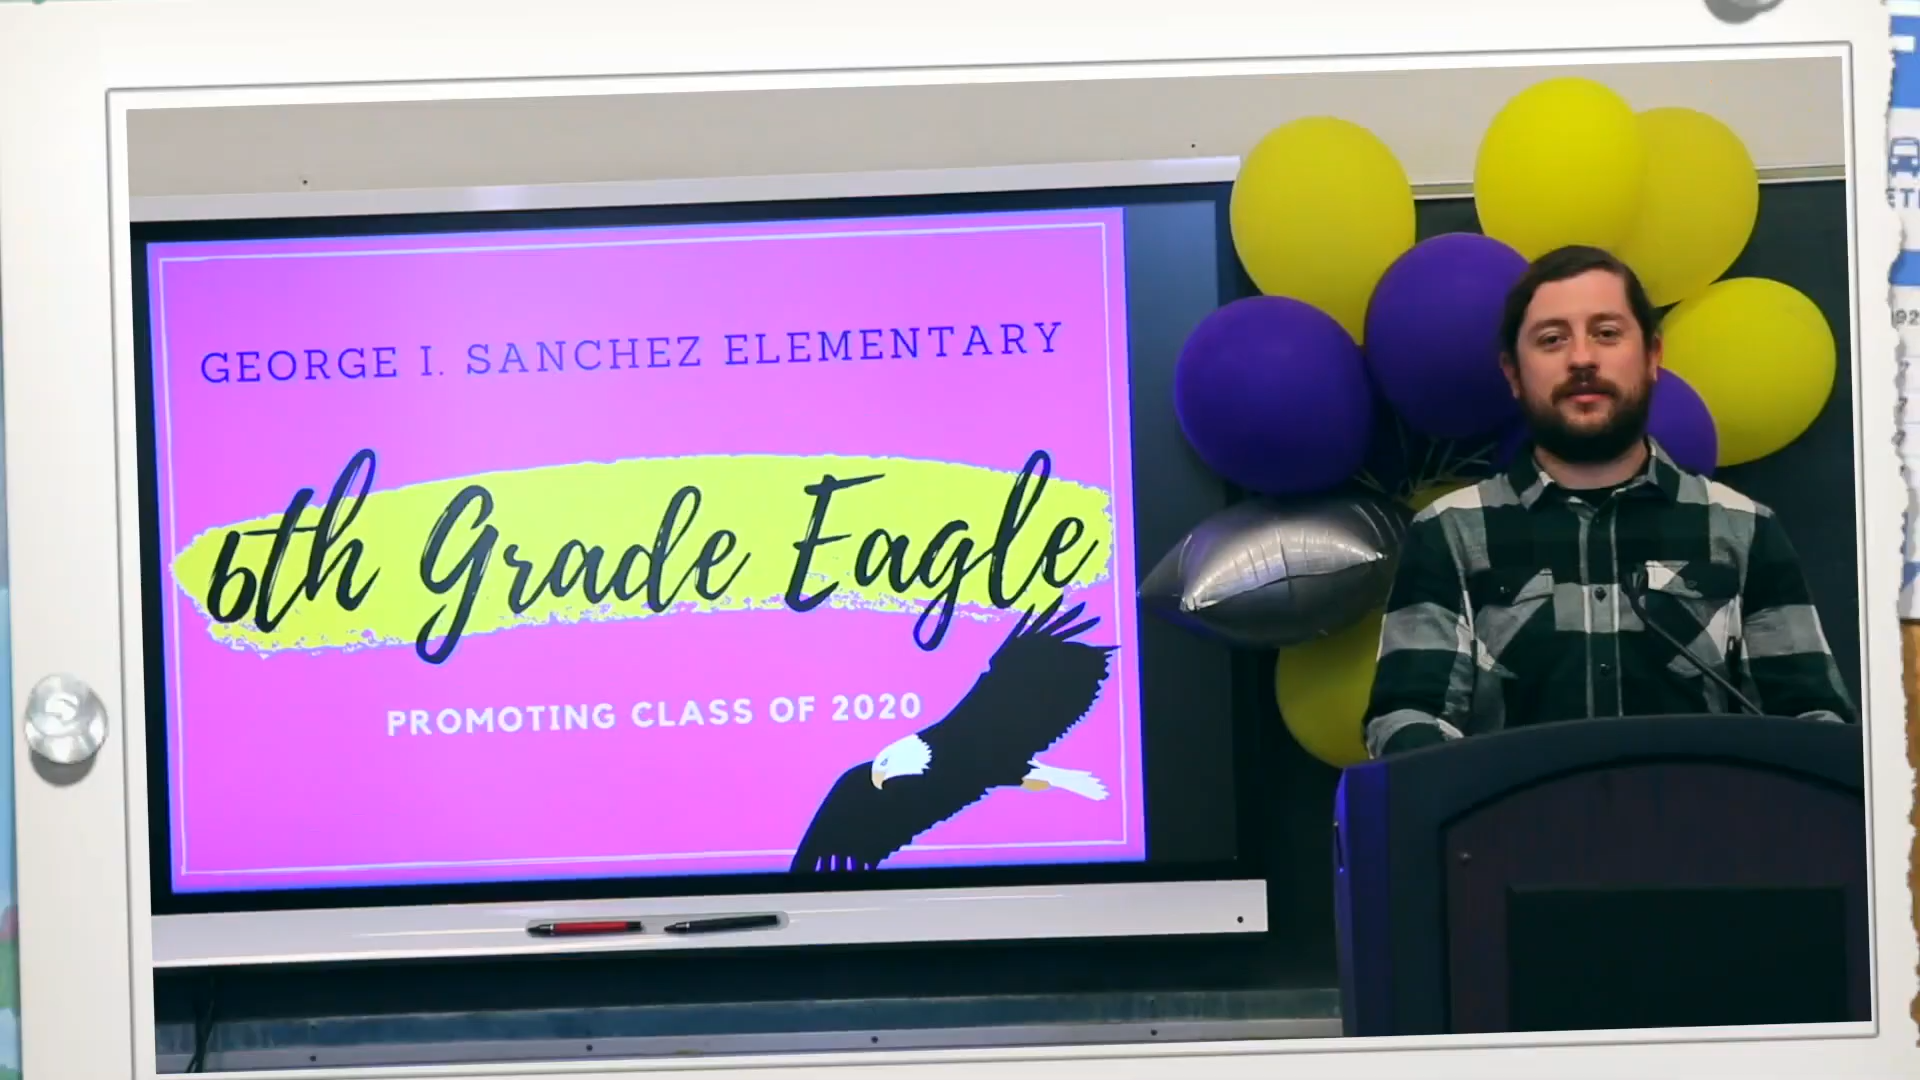 GEORGE I. SANCHEZ ELEMENTARY
6th Grade Eagle
PROMOTING CLASS OF 2020